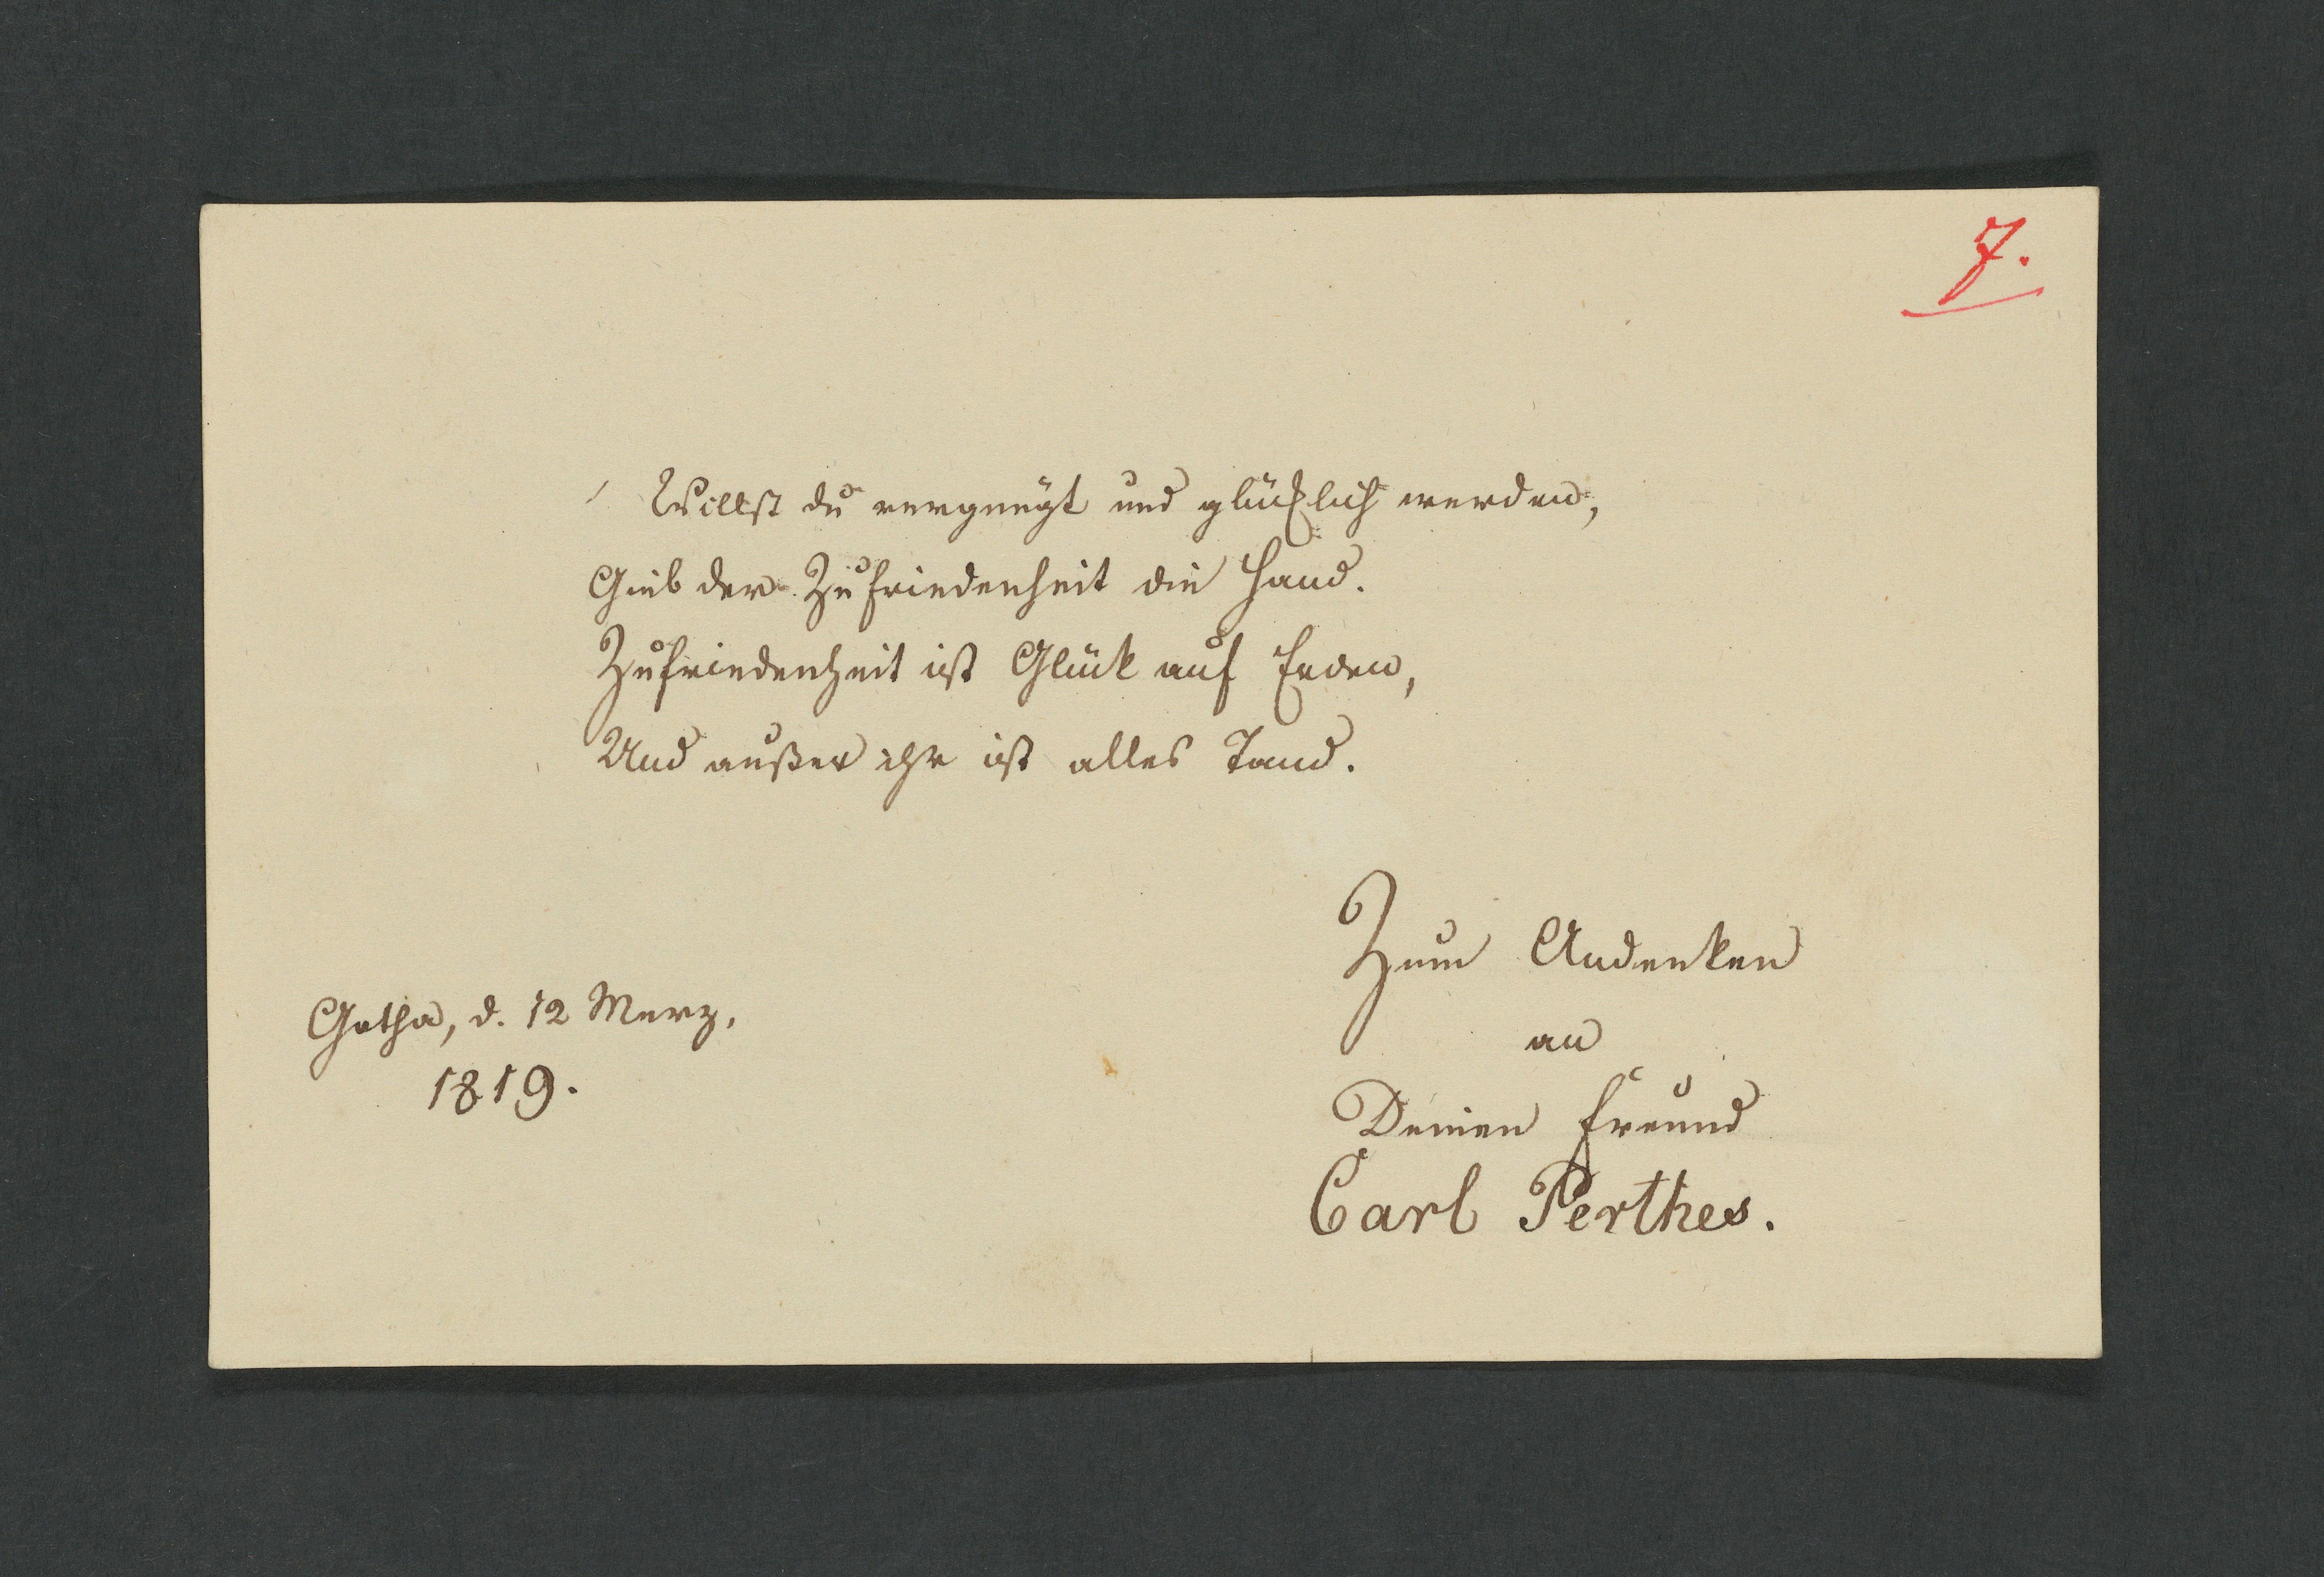 7.
Willst du vergnügt und glücklich werden,
Gieb der Zufriedenheit die Hand.
Zufriedenheit ist Glück auf Erden,
Und außer ihr ist alles Tand.
Zum Andenken
an
Deinen Freund
Carl Perthes.
Gotha, d. 12 Merz,
1819.